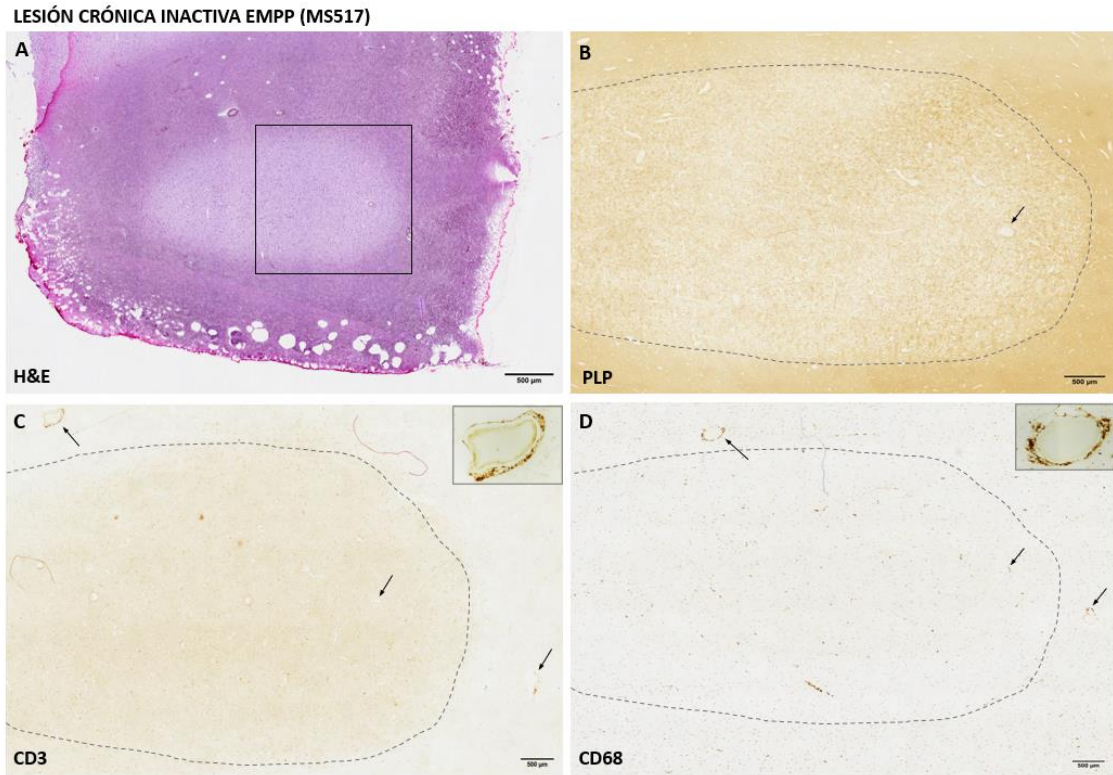 LESIÓN CRÓNICA INACTIVA EMPP (MS517)
A
H&E
500 µm
B
PLP
500 µm
C
CD3
500 µm
D
CD68
500 µm